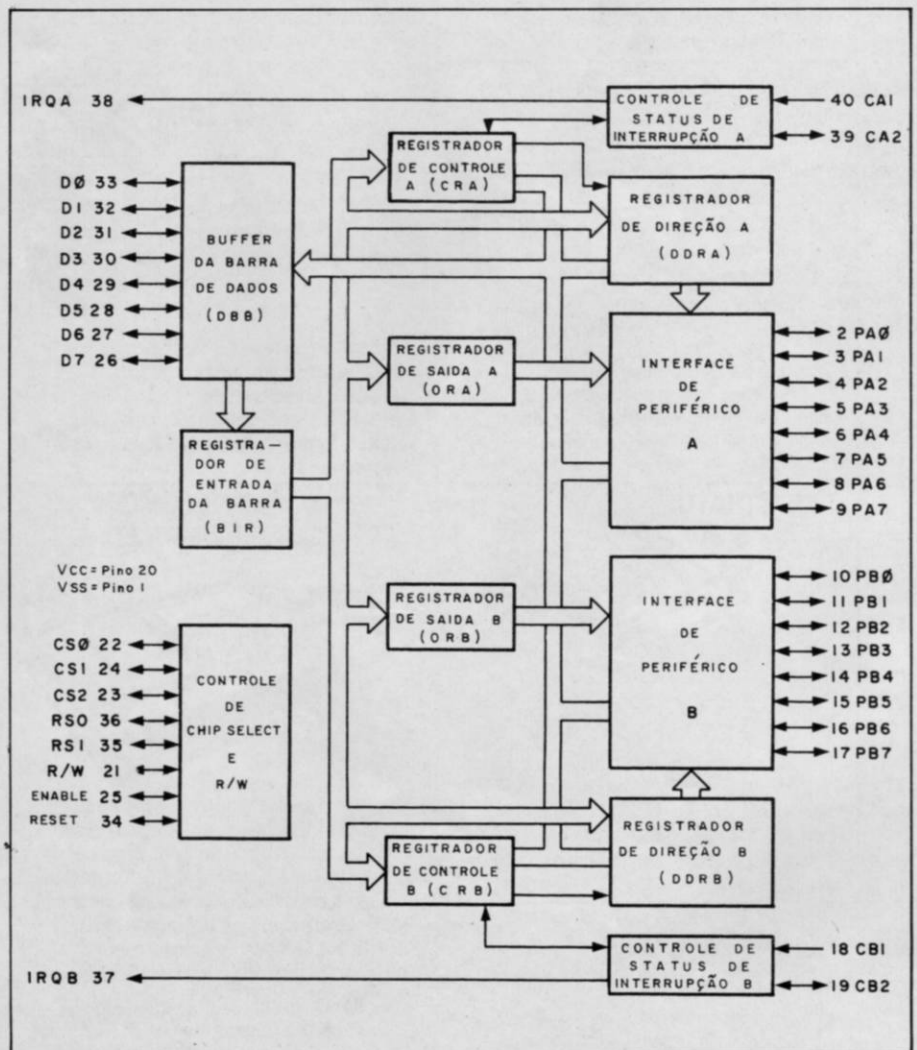 IRQA 38
CONTROLE DE
STATUS DE
INTERRUPÇÃO A
40 CA1
39 CA2
REGISTRADOR
DE CONTROLE
A (CRA)
DØ 33
D1 32
D2 31
D3 30
D4 29
D5 28
D6 27
D7 26
BUFFER
DA BARRA
DE DADOS
(DBB)
REGISTRADOR
DE DIREÇÃO A
(DDRA)
REGISTRADOR
DE SAIDA A
(ORA)
INTERFACE
DE
PERIFÉRICO
A
2 PAØ
3 PA1
4 PA2
5 PA3
6 PA4
7 PA5
8 PA6
9 PA7
REGISTRA—
DOR DE
ENTRADA
DA BARRA
(BIR)
VCC = Pino 20
VSS = Pino 1
REGISTRADOR
DE SAIDA B
(ORB)
INTERFACE
DE
PERIFÉRICO
B
10 PBØ
11 PB1
12 PB2
13 PB3
14 PB4
15 PB5
16 PB6
17 PB7
CSØ 22
CS1 24
CS2 23
RSO 36
RS1 35
R/W 21
ENABLE 25
RESET 34
CONTROLE
DE
CHIP SELECT
E
R/W
REGITRADOR
DE CONTROLE
B (CRB)
REGISTRADOR
DE DIREÇÃO B
(DDRB)
IRQB 37
CONTROLE DE
STATUS DE
INTERRUPÇÃO B
18 CB1
19 CB2